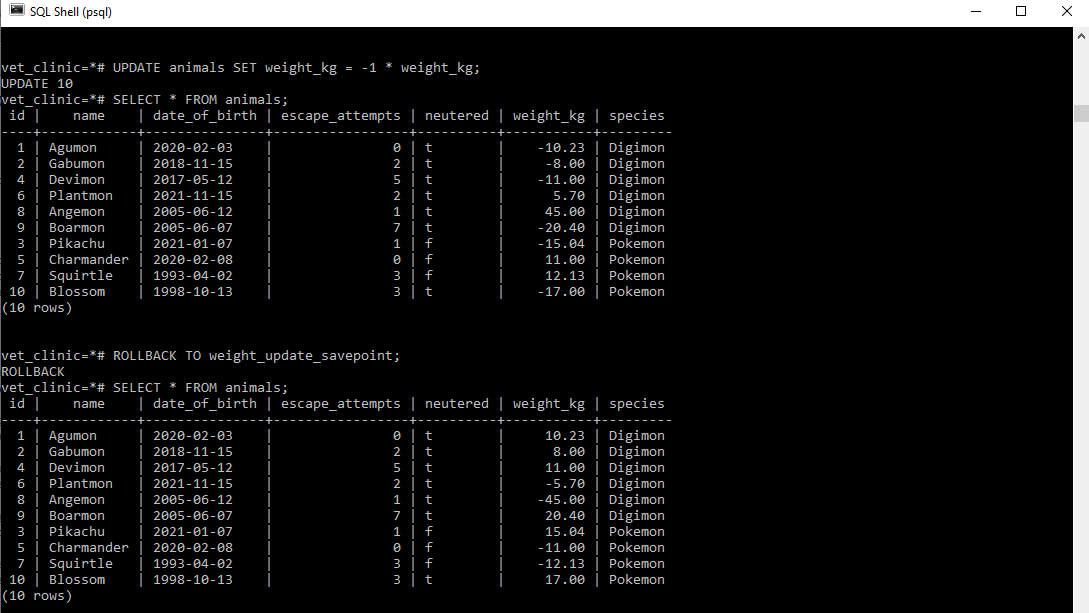 SQL Shell (psql)
vet_clinic=*# UPDATE animals SET weight_kg = -1 * weight_kg;
UPDATE 10
vet_clinic=*# SELECT * FROM animals;
 id |    name    | date_of_birth | escape_attempts | neutered | weight_kg | species
----+------------+---------------+-----------------+----------+-----------+---------
  1 | Agumon     | 2020-02-03    |               0 | t        |    -10.23 | Digimon
  2 | Gabumon    | 2018-11-15    |               2 | t        |     -8.00 | Digimon
  4 | Devimon    | 2017-05-12    |               5 | t        |    -11.00 | Digimon
  6 | Plantmon   | 2021-11-15    |               2 | t        |      5.70 | Digimon
  8 | Angemon    | 2005-06-12    |               1 | t        |     45.00 | Digimon
  9 | Boarmon    | 2005-06-07    |               7 | t        |    -20.40 | Digimon
  3 | Pikachu    | 2021-01-07    |               1 | f        |    -15.04 | Pokemon
  5 | Charmander | 2020-02-08    |               0 | f        |     11.00 | Pokemon
  7 | Squirtle   | 1993-04-02    |               3 | f        |     12.13 | Pokemon
 10 | Blossom    | 1998-10-13    |               3 | t        |    -17.00 | Pokemon
(10 rows)
vet_clinic=*# ROLLBACK TO weight_update_savepoint;
ROLLBACK
vet_clinic=*# SELECT * FROM animals;
 id |    name    | date_of_birth | escape_attempts | neutered | weight_kg | species
----+------------+---------------+-----------------+----------+-----------+---------
  1 | Agumon     | 2020-02-03    |               0 | t        |     10.23 | Digimon
  2 | Gabumon    | 2018-11-15    |               2 | t        |      8.00 | Digimon
  4 | Devimon    | 2017-05-12    |               5 | t        |     11.00 | Digimon
  6 | Plantmon   | 2021-11-15    |               2 | t        |     -5.70 | Digimon
  8 | Angemon    | 2005-06-12    |               1 | t        |    -45.00 | Digimon
  9 | Boarmon    | 2005-06-07    |               7 | t        |     20.40 | Digimon
  3 | Pikachu    | 2021-01-07    |               1 | f        |     15.04 | Pokemon
  5 | Charmander | 2020-02-08    |               0 | f        |    -11.00 | Pokemon
  7 | Squirtle   | 1993-04-02    |               3 | f        |    -12.13 | Pokemon
 10 | Blossom    | 1998-10-13    |               3 | t        |     17.00 | Pokemon
(10 rows)